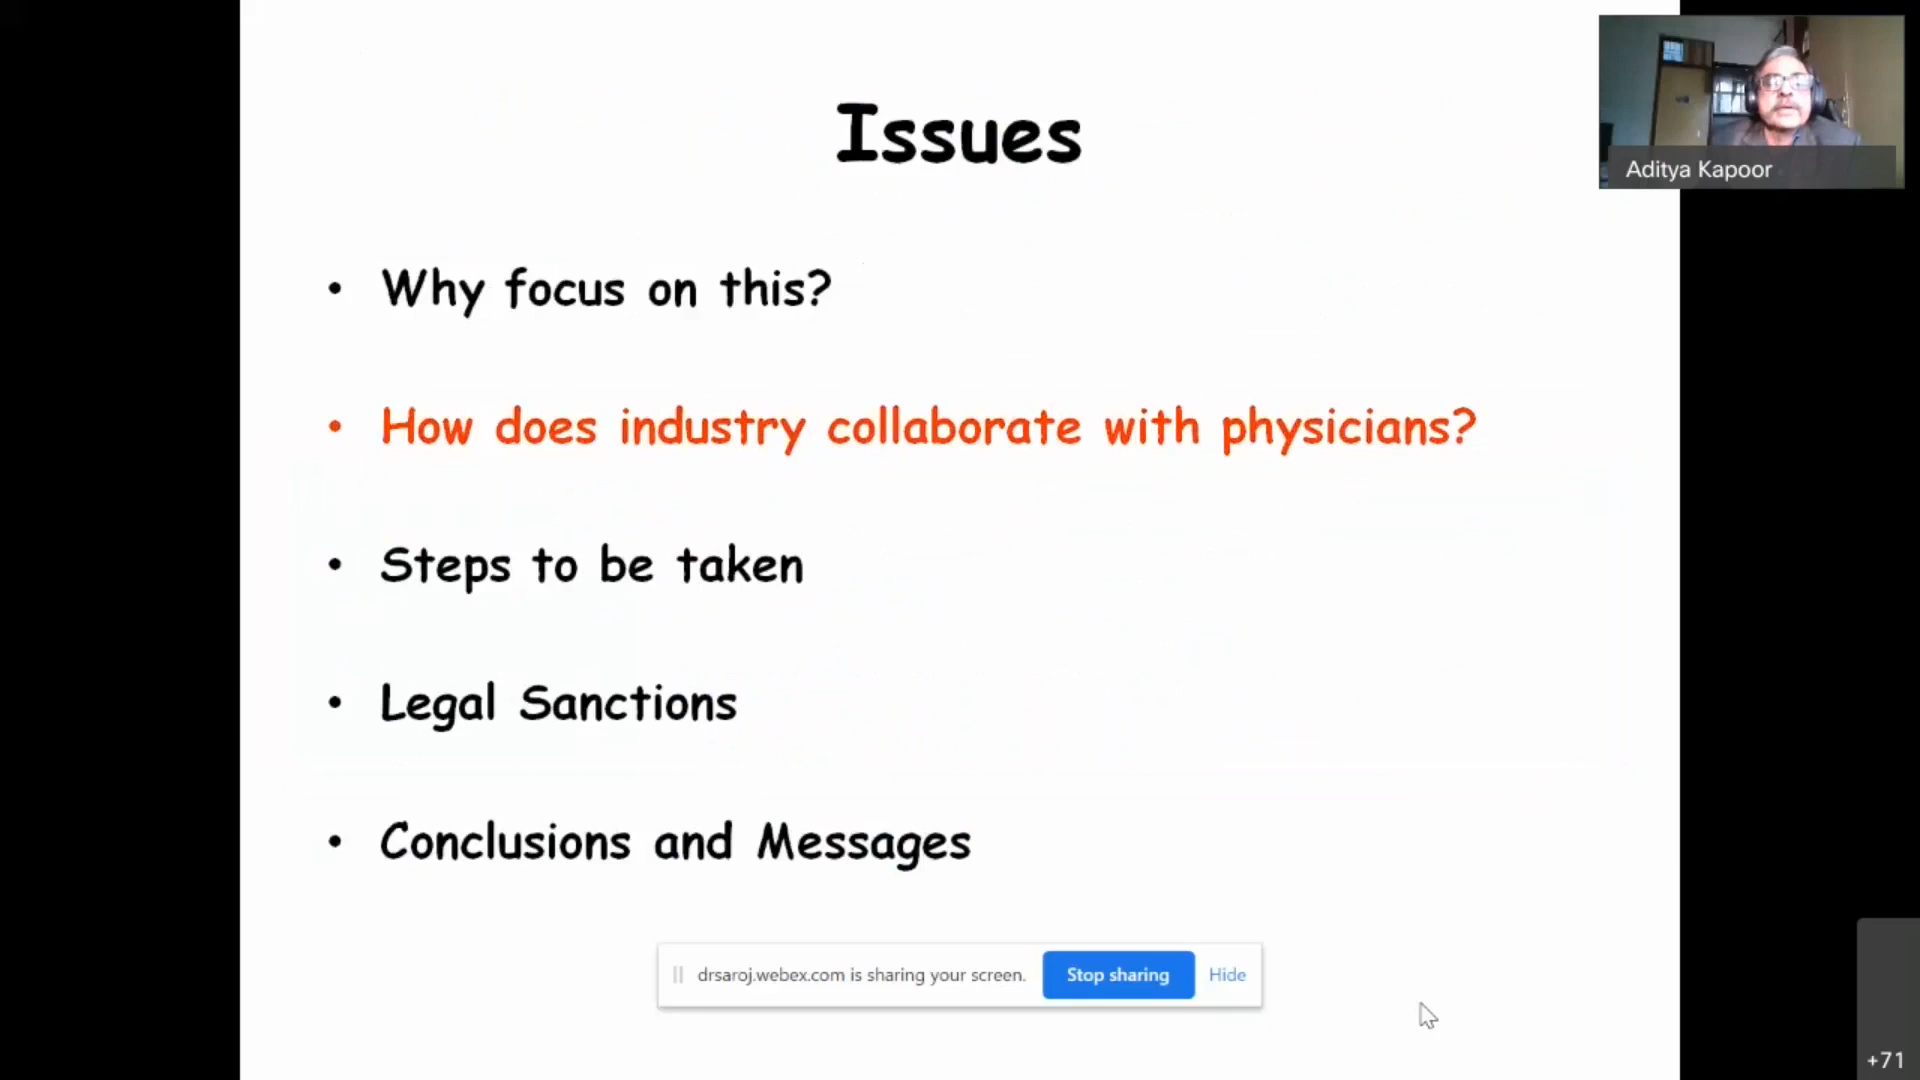 Issues
Aditya Kapoor
• Why focus on this?
• How does industry collaborate with physicians?
• Steps to be taken
• Legal Sanctions
• Conclusions and Messages
drsaroj.webex.com is sharing your screen. Stop sharing Hide
+71